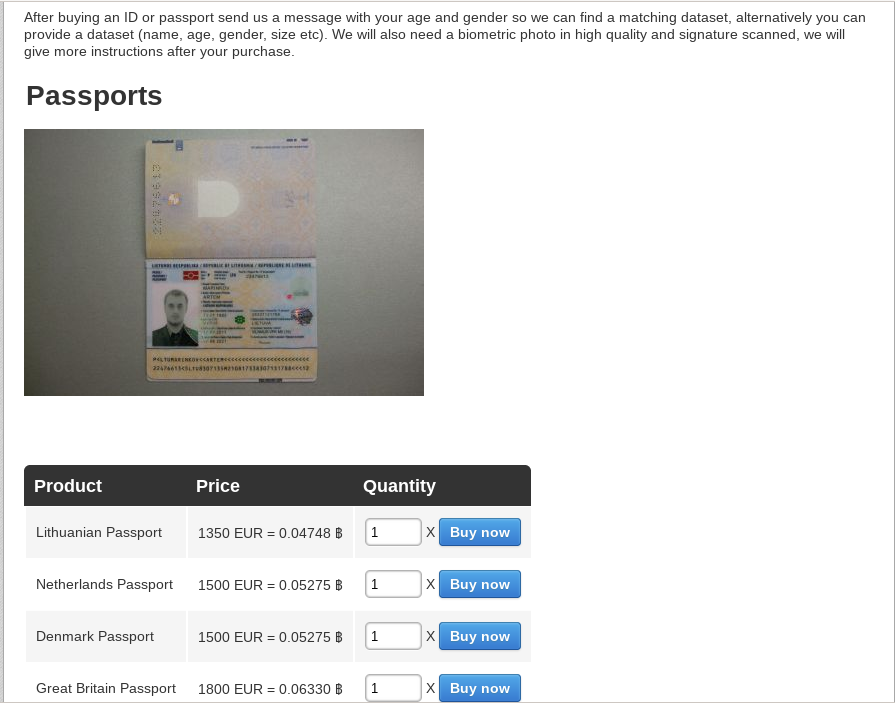 After buying an ID or passport send us a message with your age and gender so we can find a matching dataset, alternatively you can
provide a dataset (name, age, gender, size etc). We will also need a biometric photo in high quality and signature scanned, we will
give more instructions after your purchase.
Passports
Product Price Quantity
Lithuanian Passport 1350 EUR = 0.04748 ฿ 1 X Buy now
Netherlands Passport 1500 EUR = 0.05275 ฿ 1 X Buy now
Denmark Passport 1500 EUR = 0.05275 ฿ 1 X Buy now
Great Britain Passport 1800 EUR = 0.06330 ฿ 1 X Buy now